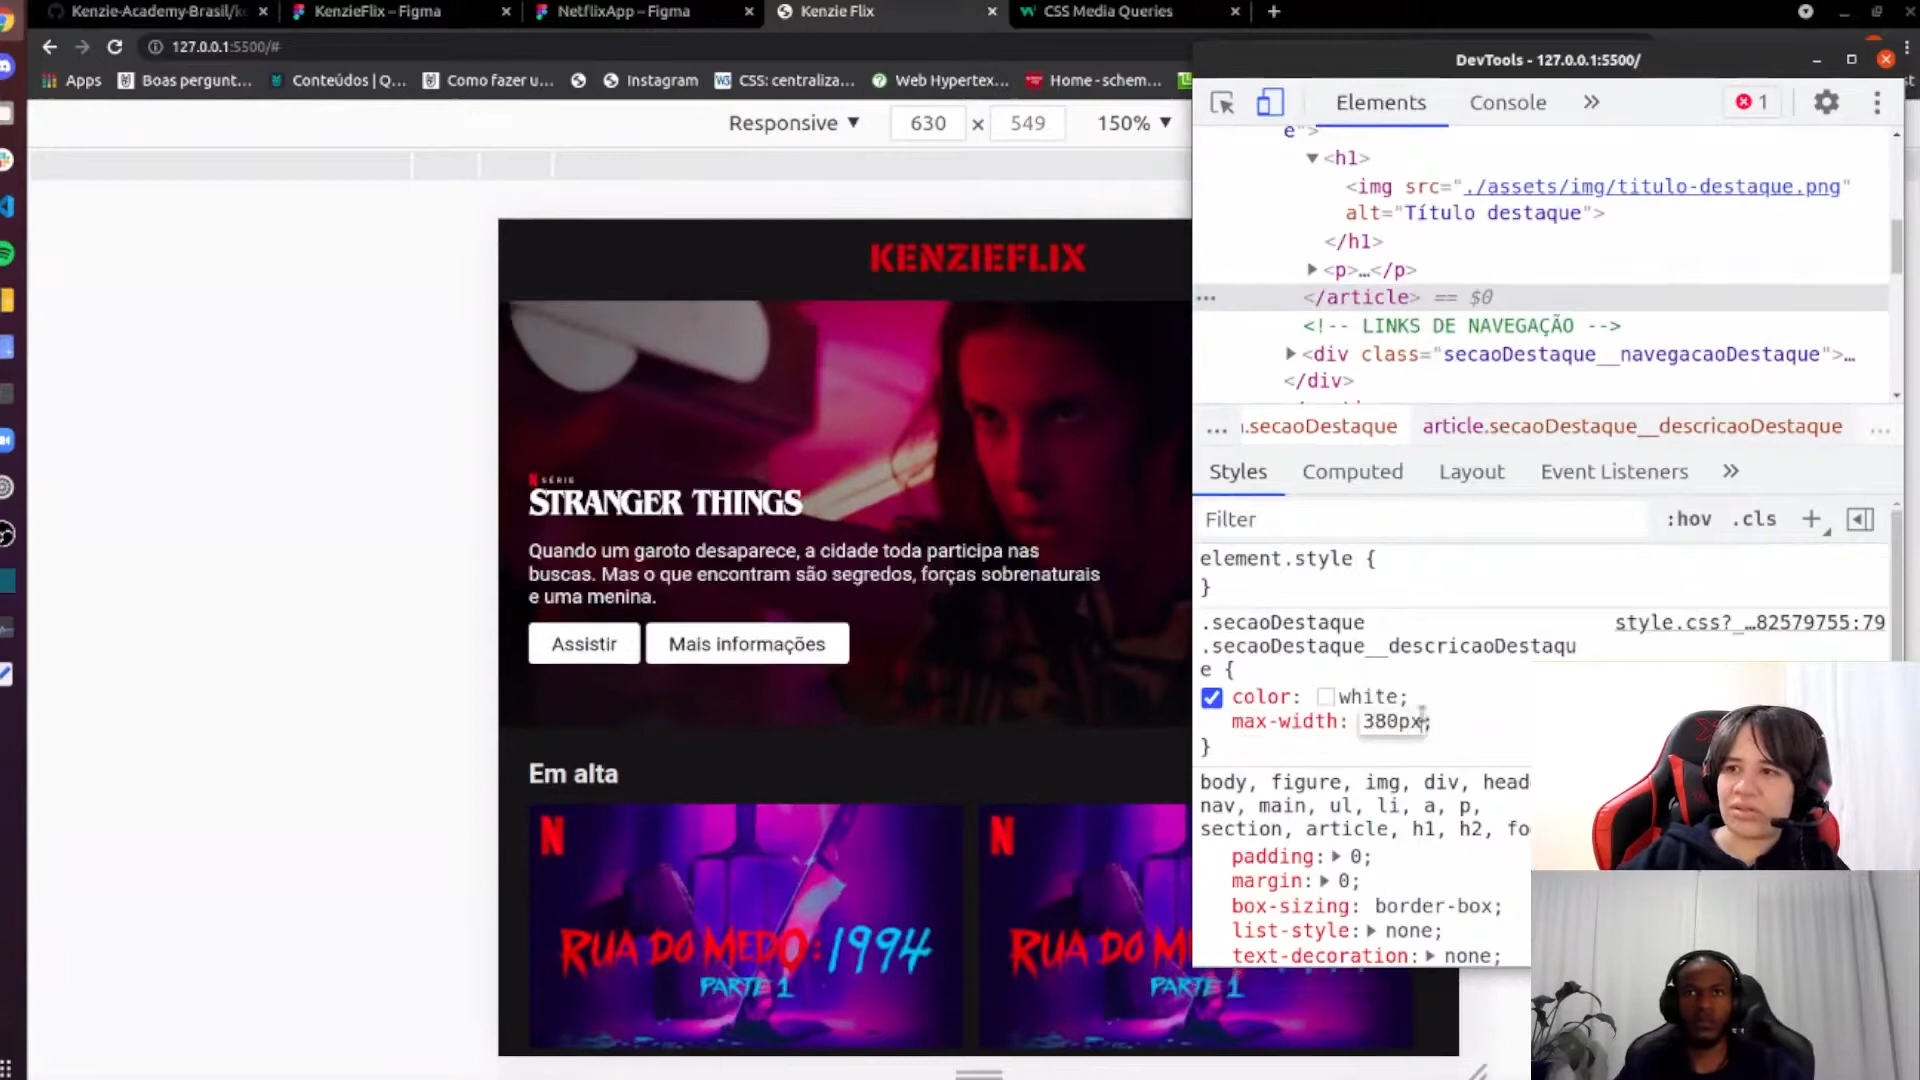 Kenzie-Academy-Brasil/ke
KenzieFlix – Figma
NetflixApp – Figma
Kenzie Flix
CSS Media Queries
127.0.0.1:5500/#
Apps
Boas pergunt...
Conteúdos | Q...
Como fazer u...
Instagram
CSS: centraliza...
Web Hypertex...
Home - schem...
Responsive
630
×
549
150%
KENZIEFLIX
SÉRIE
STRANGER THINGS
Quando um garoto desaparece, a cidade toda participa nas
buscas. Mas o que encontram são segredos, forças sobrenaturais
e uma menina.
Assistir
Mais informações
Em alta
N
RUA DO MEDO: 1994
PARTE 1
N
RUA DO M
PARTE 1
DevTools - 127.0.0.1:5500/
Elements
Console
»
1
e">
<h1>
<img src="./assets/img/titulo-destaque.png"
alt="Título destaque">
</h1>
<p>…</p>
</article> == $0
<!-- LINKS DE NAVEGAÇÃO -->
<div class="secaoDestaque__navegacaoDestaque">…
</div>
... .secaoDestaque article.secaoDestaque__descricaoDestaque ...
Styles
Computed
Layout
Event Listeners
»
Filter
:hov .cls +
element.style {
}
.secaoDestaque
style.css?_…82579755:79
.secaoDestaque__descricaoDestaqu
e {
color: white;
max-width: 380px;
}
body, figure, img, div, head
nav, main, ul, li, a, p,
section, article, h1, h2, fo
padding: 0;
margin: 0;
box-sizing: border-box;
list-style: none;
text-decoration: none;